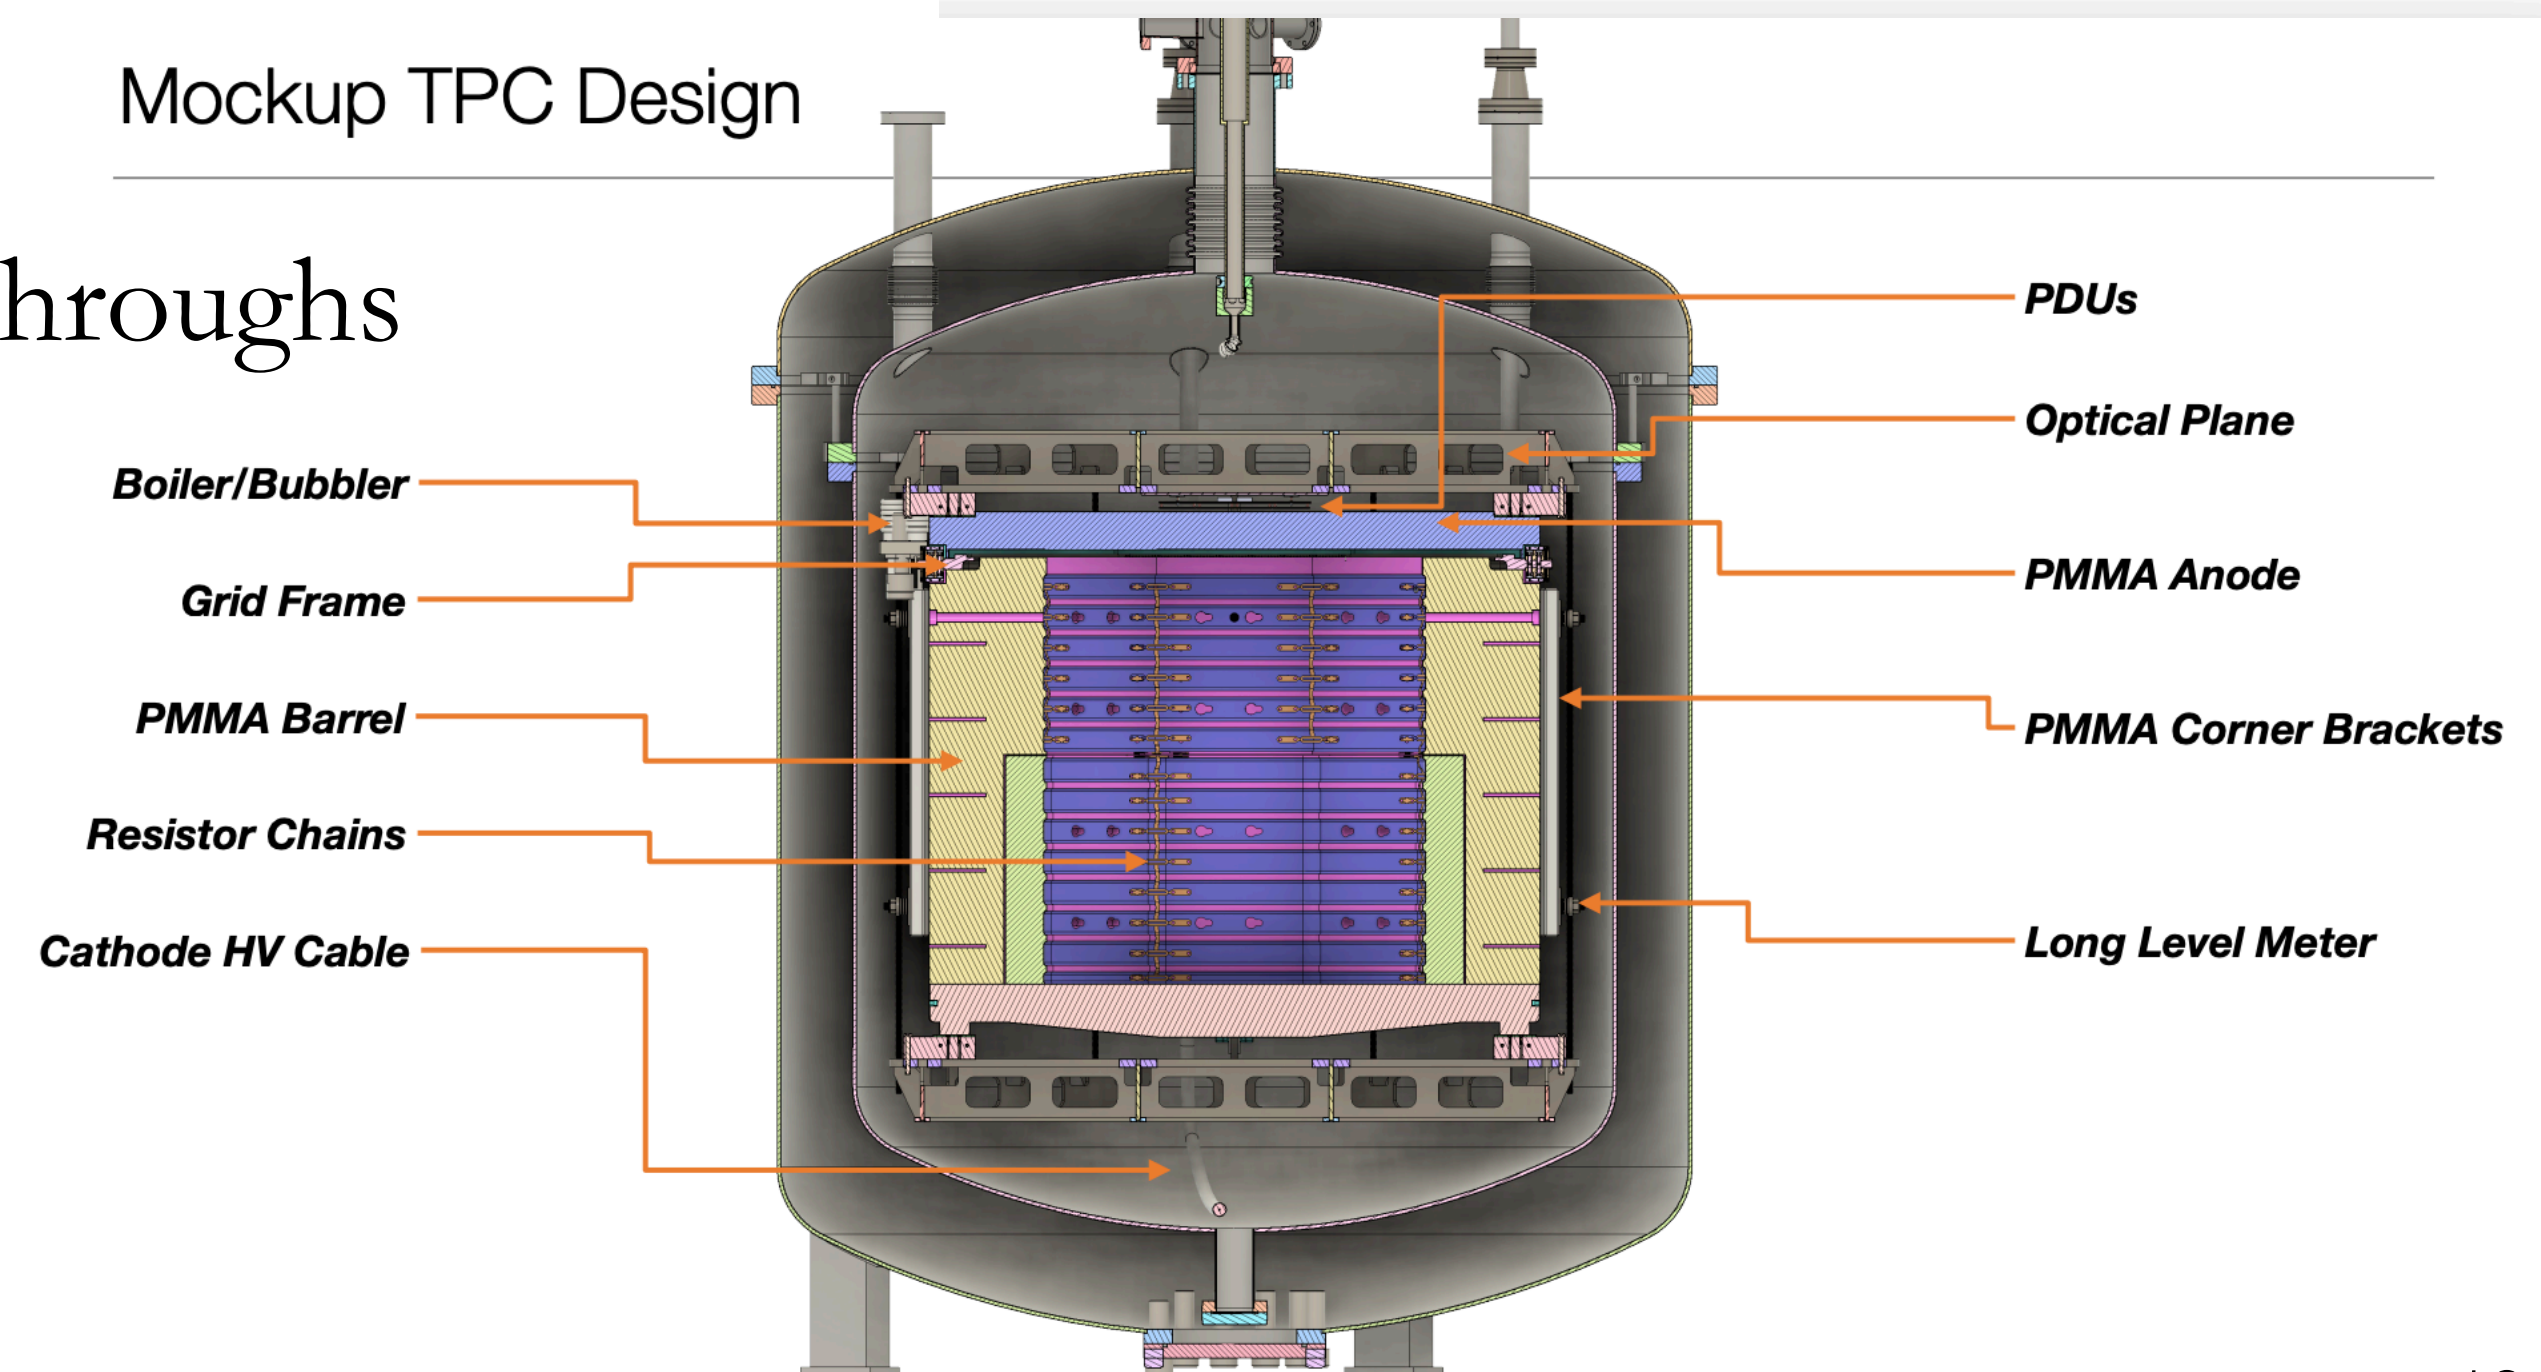 Mockup TPC Design
hroughs
Boiler/Bubbler
Grid Frame
PMMA Barrel
Resistor Chains
Cathode HV Cable
PDUs
Optical Plane
PMMA Anode
PMMA Corner Brackets
Long Level Meter